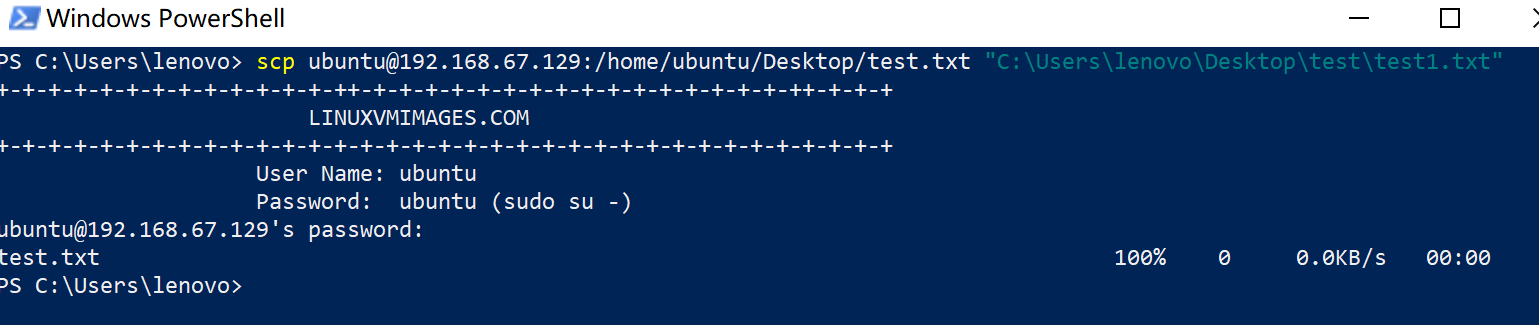 Windows PowerShell
PS C:\Users\lenovo> scp ubuntu@192.168.67.129:/home/ubuntu/Desktop/test.txt "C:\Users\lenovo\Desktop\test\test1.txt"
+-+-+-+-+-+-+-+-+-+-+-+-+-++-+-+-+-+-+-+-+-+-+-+-+-+-+-+-+-+-++-+-+-+
LINUXVMIMAGES.COM
+-+-+-+-+-+-+-+-+-+-+-+-+-+-+-+-+-+-+-+-+-+-+-+-+-+-+-+-+-+-+-+-+-+-+
User Name: ubuntu
Password:  ubuntu (sudo su -)
ubuntu@192.168.67.129's password:
test.txt 100% 0 0.0KB/s 00:00
PS C:\Users\lenovo>